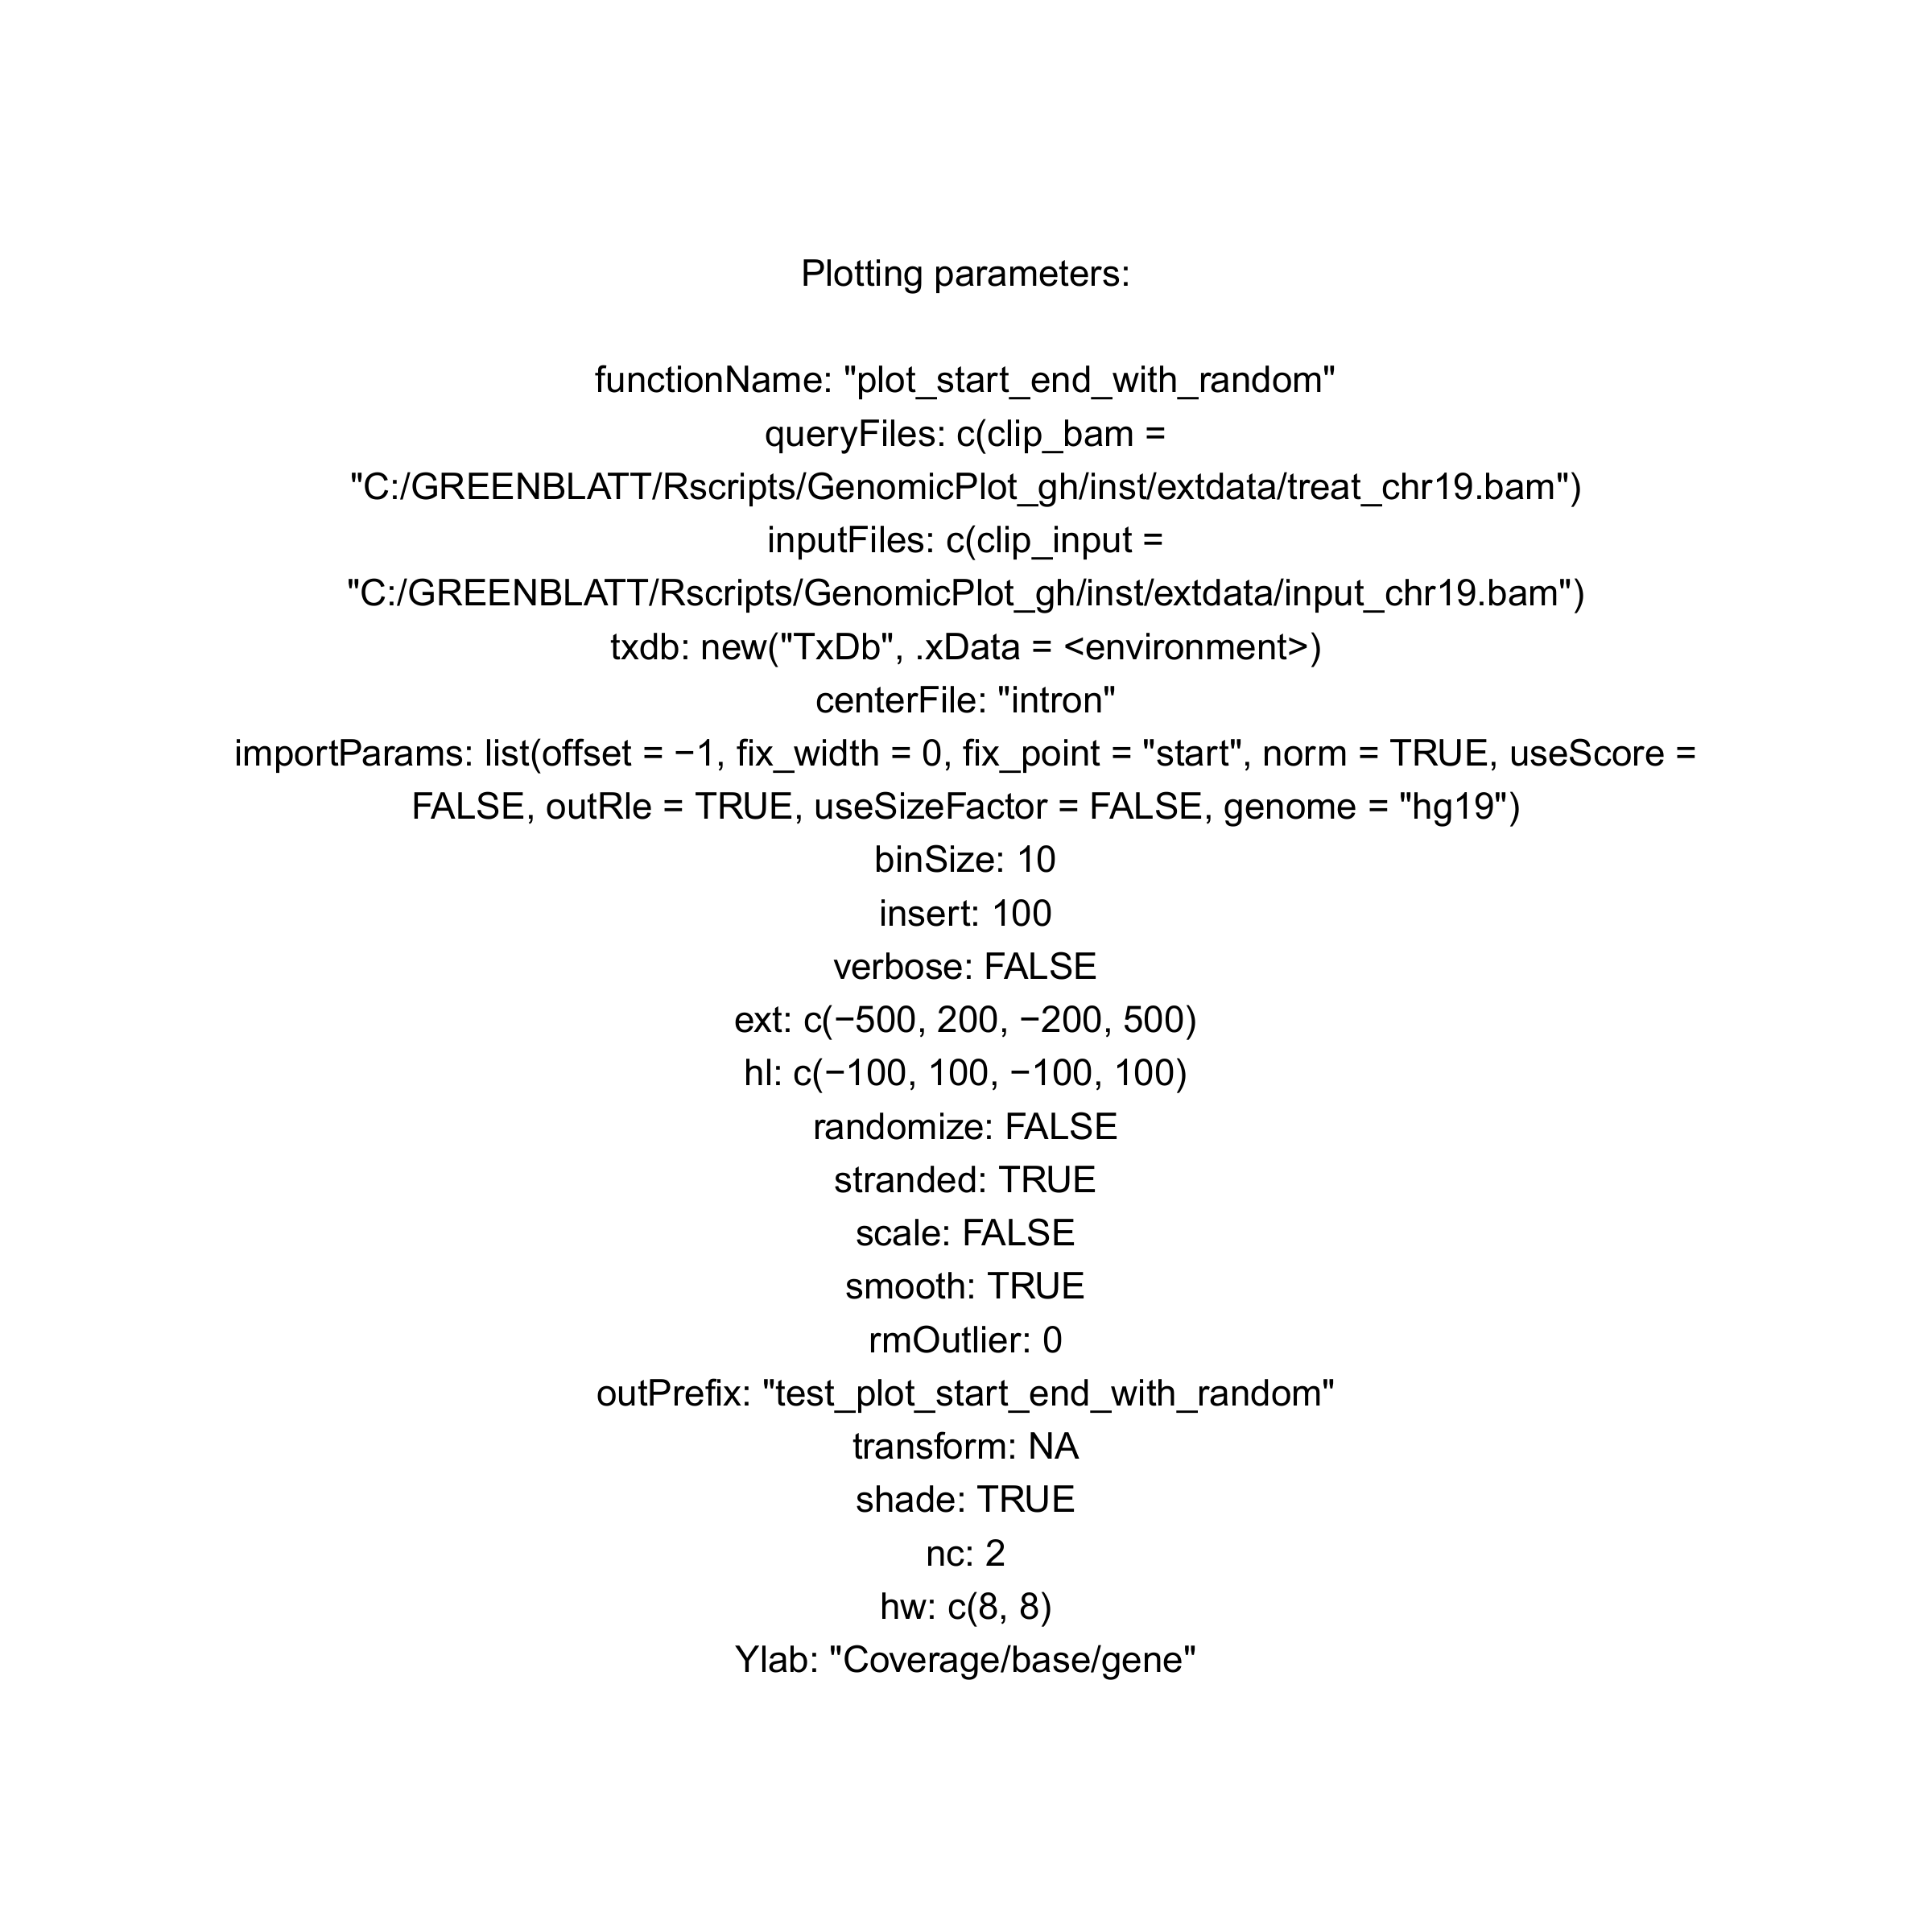 Plotting parameters:
functionName: "plot_start_end_with_random"
queryFiles: c(clip_bam =
"C:/GREENBLATT/Rscripts/GenomicPlot_gh/inst/extdata/treat_chr19.bam")
inputFiles: c(clip_input =
"C:/GREENBLATT/Rscripts/GenomicPlot_gh/inst/extdata/input_chr19.bam")
txdb: new("TxDb", .xData = <environment>)
centerFile: "intron"
importParams: list(offset = −1, fix_width = 0, fix_point = "start", norm = TRUE, useScore =
FALSE, outRle = TRUE, useSizeFactor = FALSE, genome = "hg19")
binSize: 10
insert: 100
verbose: FALSE
ext: c(−500, 200, −200, 500)
hl: c(−100, 100, −100, 100)
randomize: FALSE
stranded: TRUE
scale: FALSE
smooth: TRUE
rmOutlier: 0
outPrefix: "test_plot_start_end_with_random"
transform: NA
shade: TRUE
nc: 2
hw: c(8, 8)
Ylab: "Coverage/base/gene"